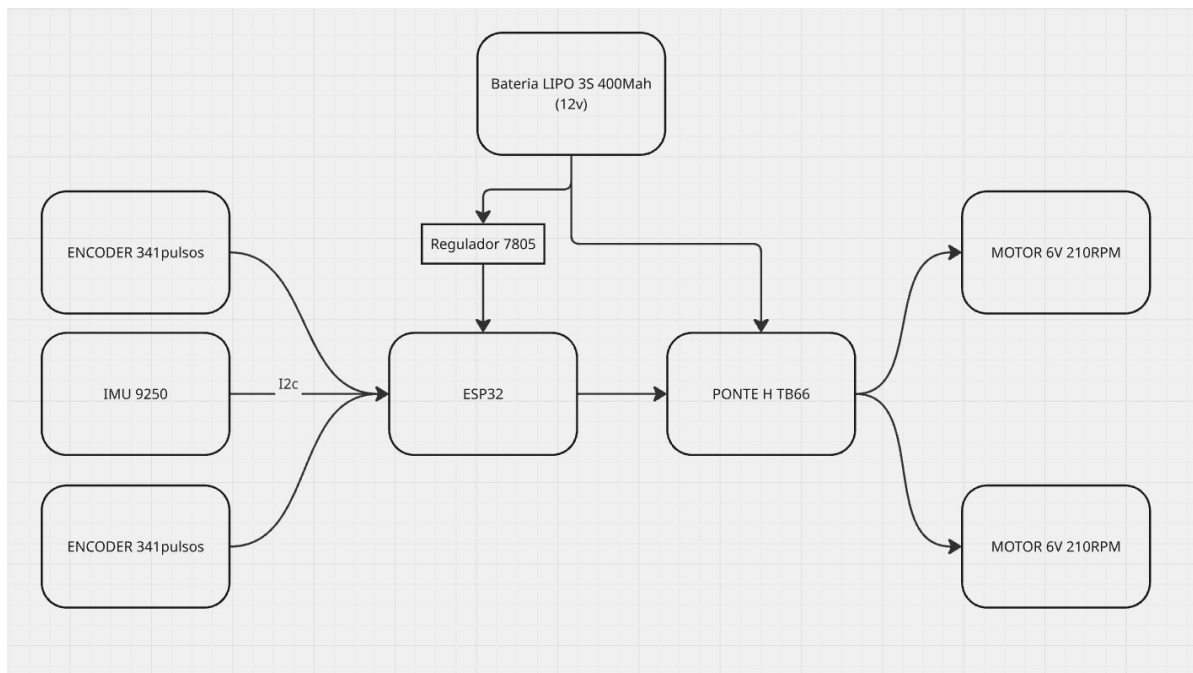 Bateria LIPO 3S 400Mah
(12v)
Regulador 7805
ENCODER 341pulsos
MOTOR 6V 210RPM
IMU 9250
I2c
ESP32
PONTE H TB66
ENCODER 341pulsos
MOTOR 6V 210RPM